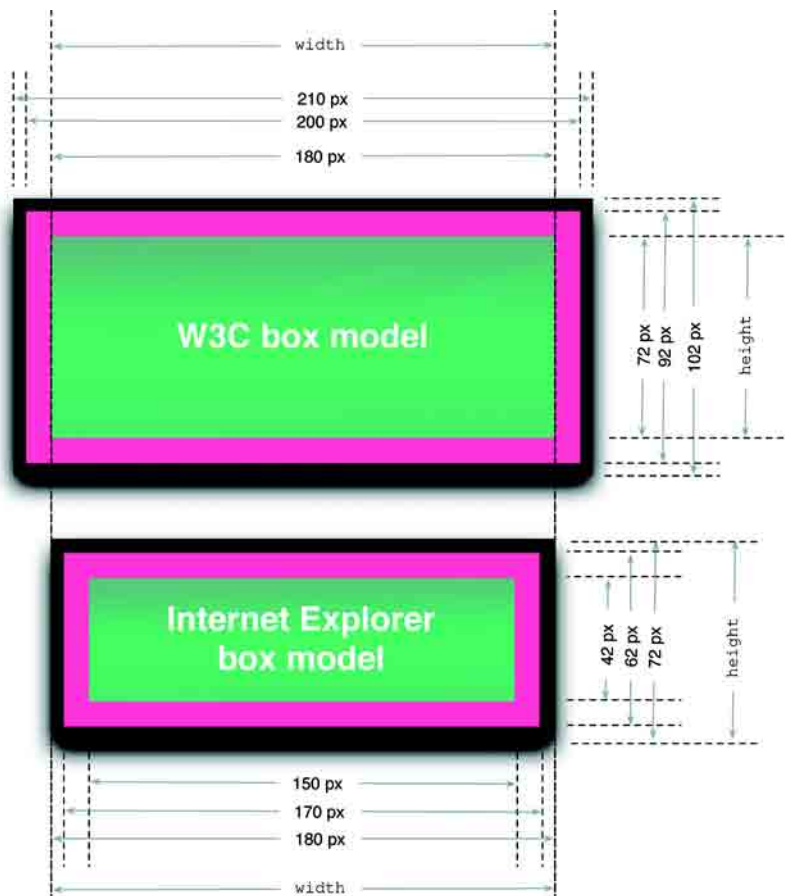 width
210 px
200 px
180 px
W3C box model
72 px
92 px
102 px
height
Internet Explorer
box model
42 px
62 px
72 px
height
150 px
170 px
180 px
width